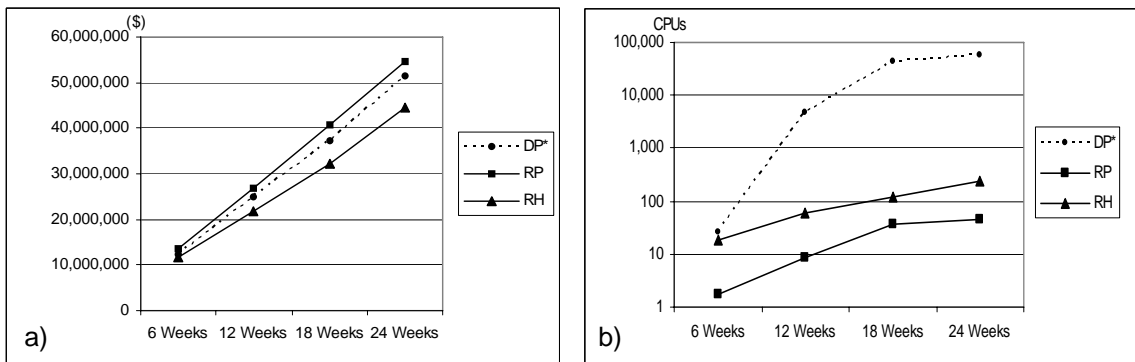 ($)
60,000,000
50,000,000
40,000,000
30,000,000
20,000,000
10,000,000
0
6 Weeks 12 Weeks 18 Weeks 24 Weeks
DP*
RP
RH
a)
CPUs
100,000
10,000
1,000
100
10
1
6 Weeks 12 Weeks 18 Weeks 24 Weeks
DP*
RP
RH
b)